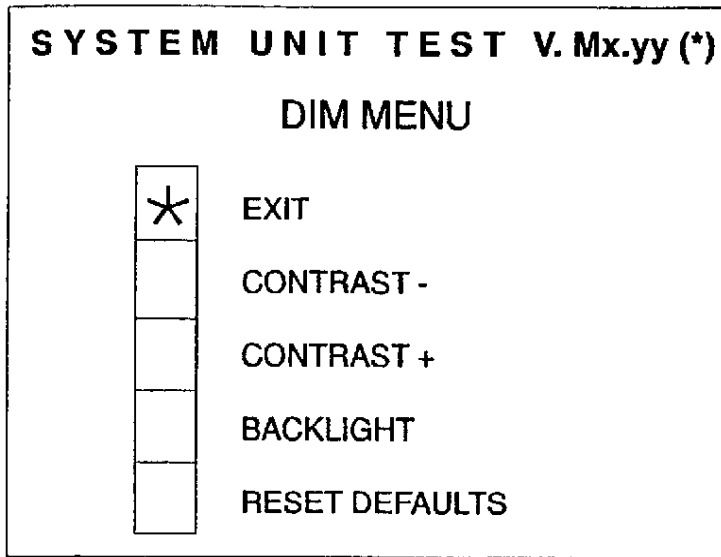 SYSTEM UNIT TEST V. Mx.yy (*)
DIM MENU
* EXIT
CONTRAST -
CONTRAST +
BACKLIGHT
RESET DEFAULTS